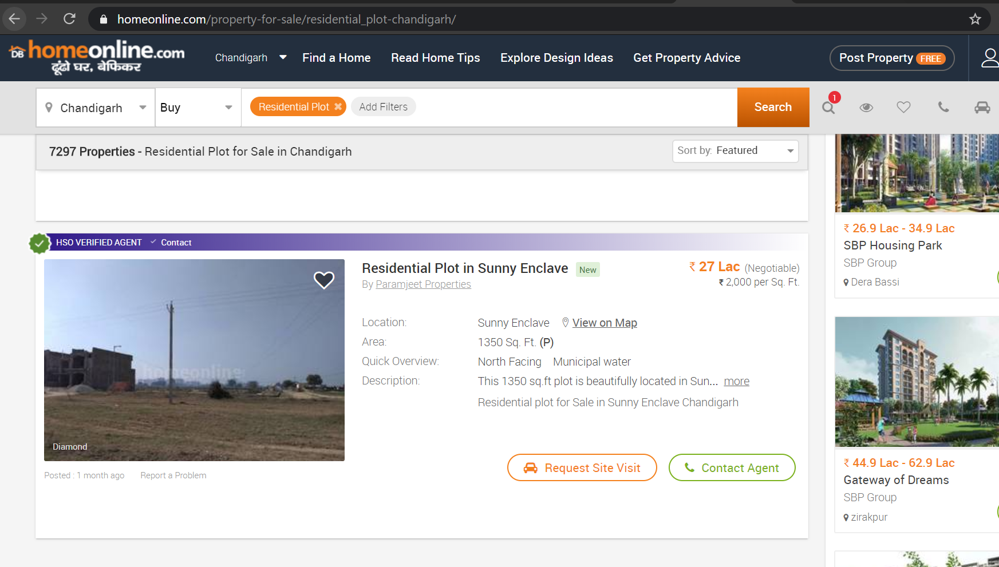 homeonline.com/property-for-sale/residential_plot-chandigarh/
DB homeonline.com
ढूंढो घर, बेफिकर
Chandigarh Find a Home Read Home Tips Explore Design Ideas Get Property Advice Post Property FREE
Chandigarh Buy Residential Plot Add Filters Search 1
7297 Properties - Residential Plot for Sale in Chandigarh Sort by: Featured
HSO VERIFIED AGENT Contact
Residential Plot in Sunny Enclave New ₹ 27 Lac (Negotiable)
By Paramjeet Properties ₹ 2,000 per Sq. Ft.
Location: Sunny Enclave View on Map
Area: 1350 Sq. Ft. (P)
Quick Overview: North Facing Municipal water
Description: This 1350 sq.ft plot is beautifully located in Sun... more
Residential plot for Sale in Sunny Enclave Chandigarh
homeonline
Diamond
Request Site Visit Contact Agent
Posted : 1 month ago Report a Problem
₹ 26.9 Lac - 34.9 Lac
SBP Housing Park
SBP Group
Dera Bassi
₹ 44.9 Lac - 62.9 Lac
Gateway of Dreams
SBP Group
zirakpur